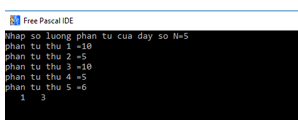 Free Pascal IDE
Nhap so luong phan tu cua day so N=5
phan tu thu 1 =10
phan tu thu 2 =5
phan tu thu 3 =10
phan tu thu 4 =5
phan tu thu 5 =6
1 3